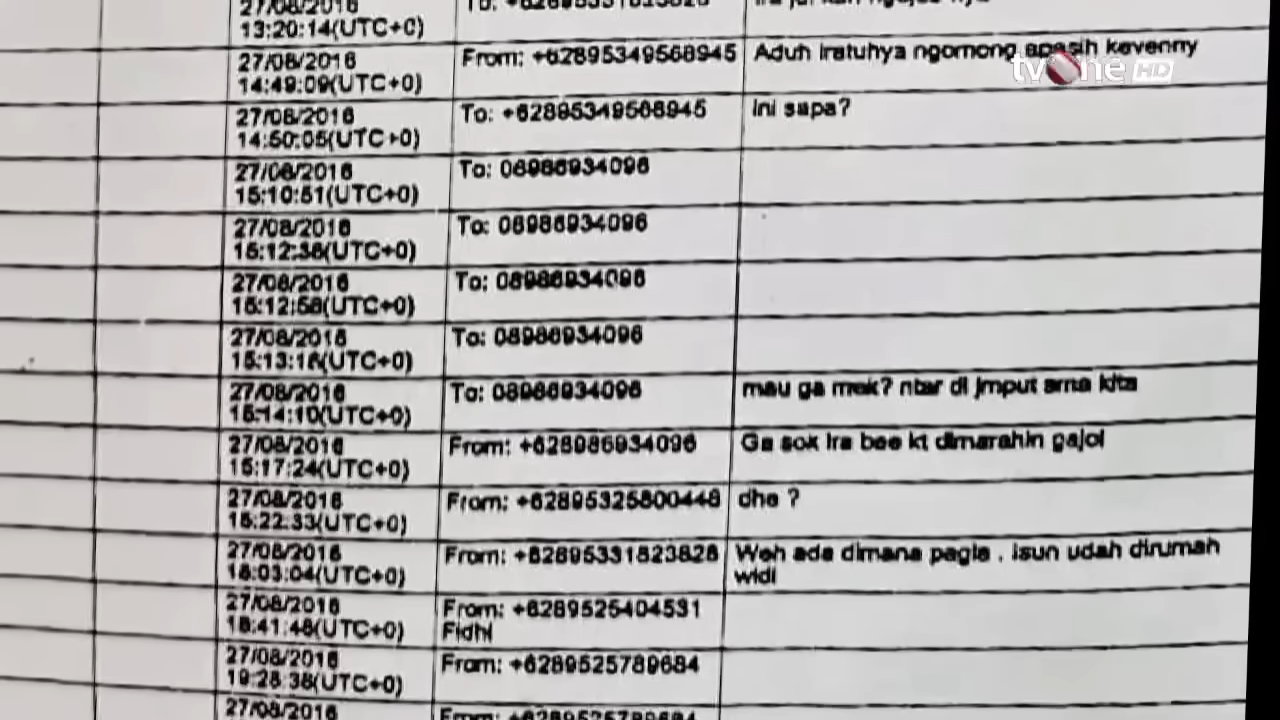 27/08/2016
13:20:14(UTC+0)
27/08/2016 From: +62895349568945 Aduh iratuhya ngomong apasih kevenny
14:49:09(UTC+0)
tvOne HD
27/08/2016 To: +62895349568945 Ini sapa?
14:50:05(UTC+0)
27/08/2016 To: 08986934096
15:10:51(UTC+0)
27/08/2016 To: 08986934096
15:12:36(UTC+0)
27/08/2016 To: 08986934096
15:12:58(UTC+0)
27/08/2016 To: 08986934096
15:13:16(UTC+0)
27/08/2016 To: 08986934096 mau ga mek? ntar di jmput ama kita
15:14:10(UTC+0)
27/08/2016 From: +628986934096 Ga sok ira bee kt dimarahin gajol
15:17:24(UTC+0)
27/08/2016 From: +62895325800448 dhe ?
15:22:33(UTC+0)
27/08/2016 From: +62895331823828 Weh ada dimana pagia . isun udah dirumah
16:03:04(UTC+0) widi
27/08/2016 From: +6289525404531
18:41:48(UTC+0) Fidhi
27/08/2016 From: +6289525789684
19:28:38(UTC+0)
27/08/2016 From: +6289525789684